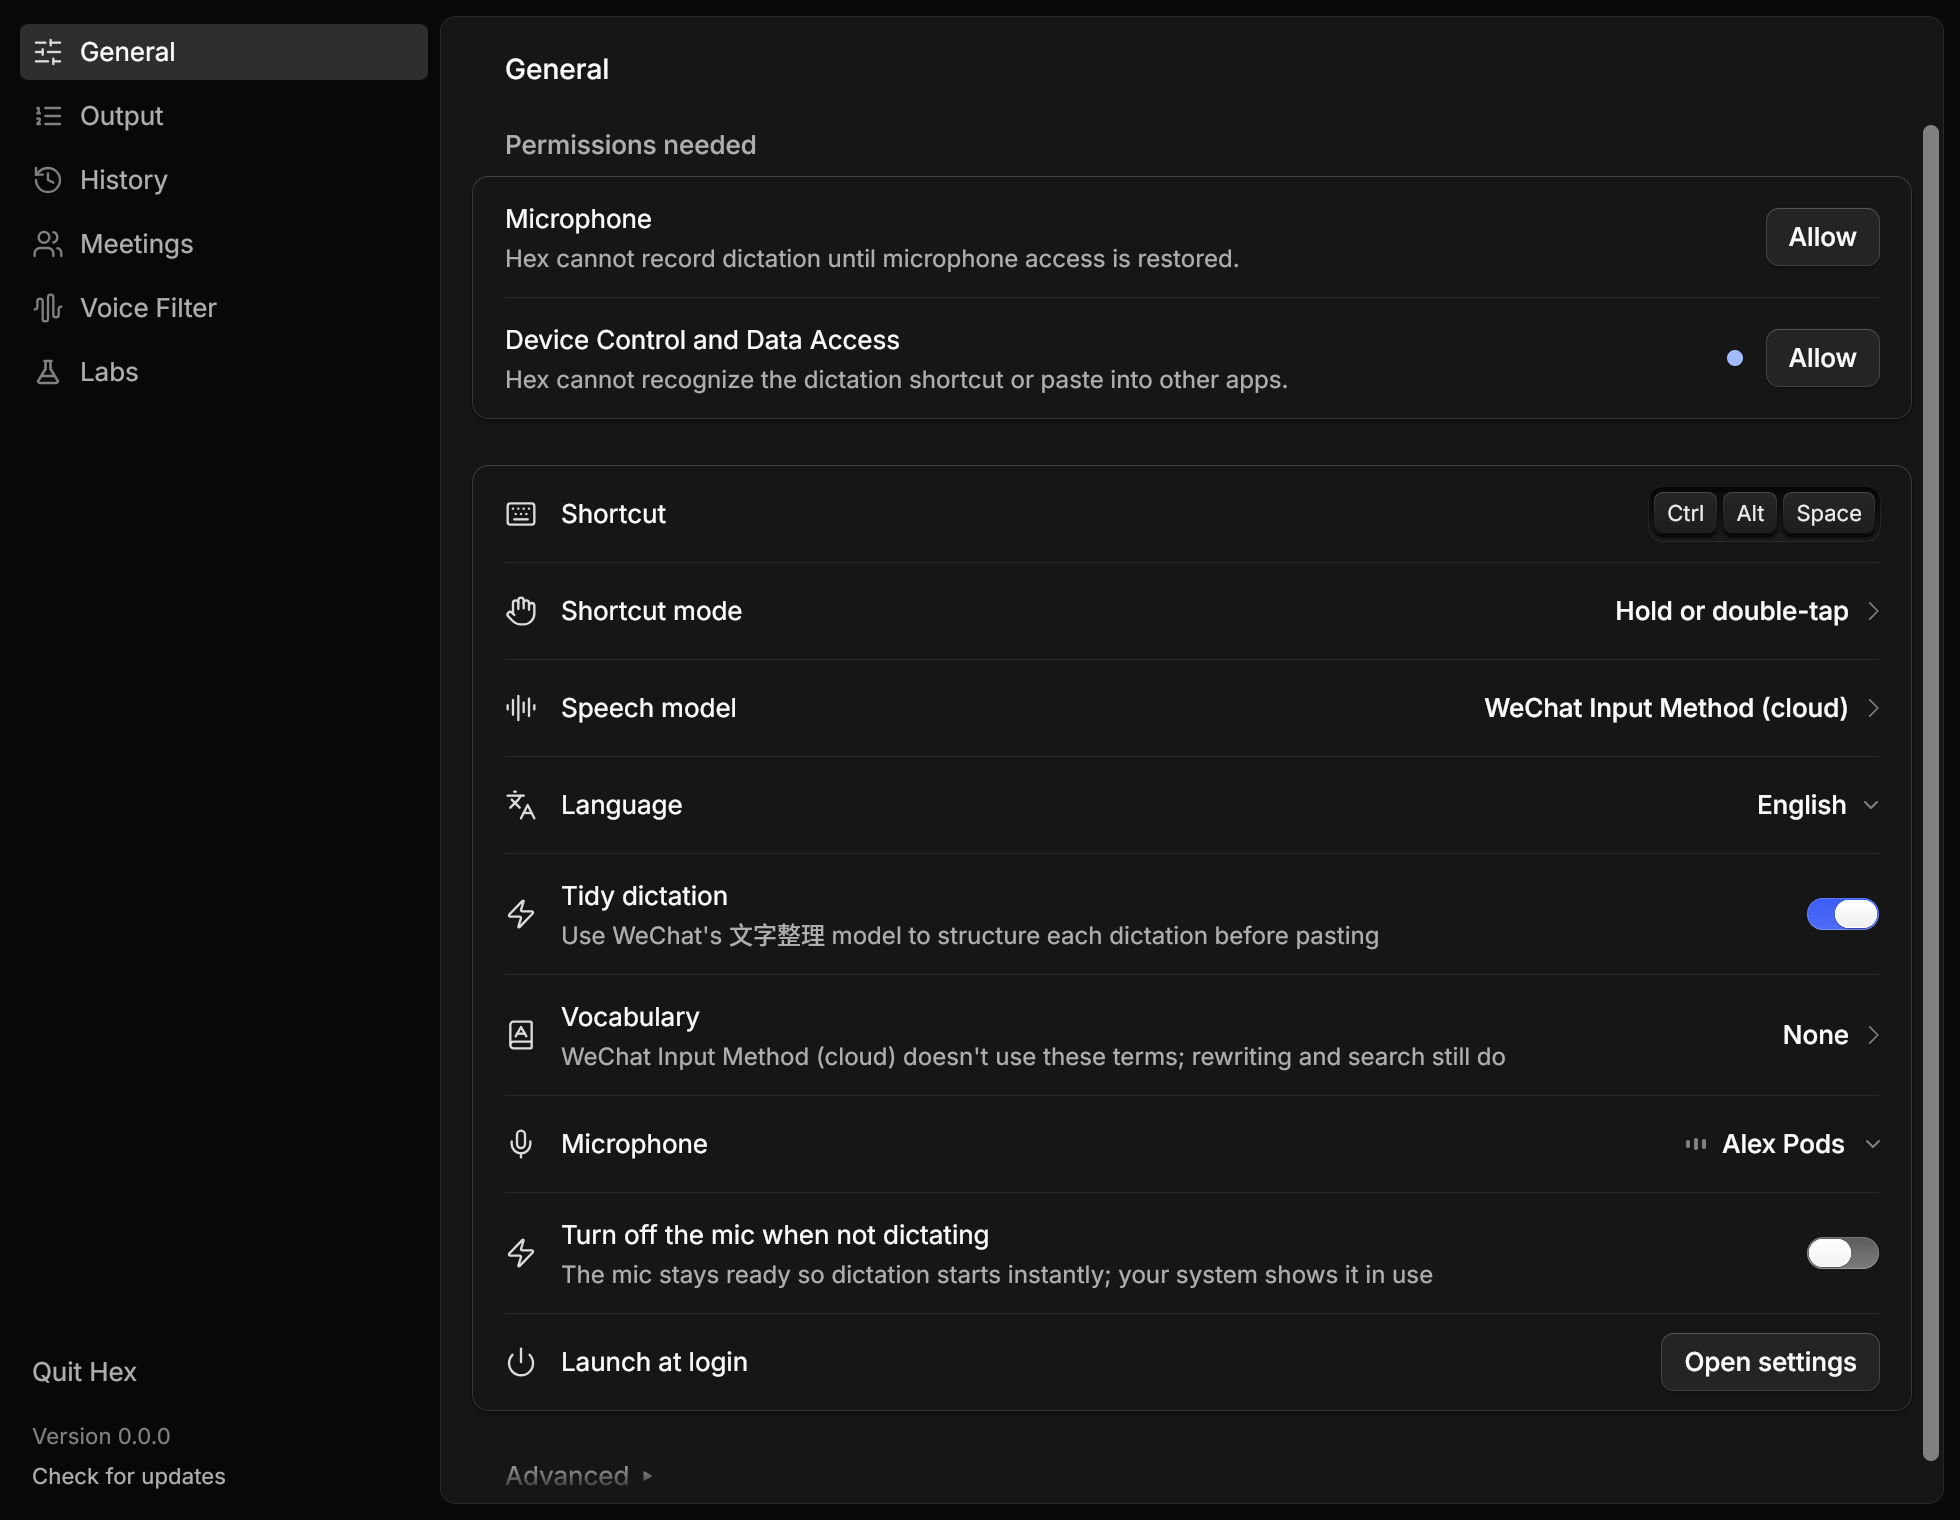 General
Output
History
Meetings
Voice Filter
Labs
Quit Hex
Version 0.0.0
Check for updates
General
Permissions needed
Microphone
Hex cannot record dictation until microphone access is restored.
Allow
Device Control and Data Access
Hex cannot recognize the dictation shortcut or paste into other apps.
Allow
Shortcut
Ctrl Alt Space
Shortcut mode
Hold or double-tap
Speech model
WeChat Input Method (cloud)
Language
English
Tidy dictation
Use WeChat's 文字整理 model to structure each dictation before pasting
Vocabulary
WeChat Input Method (cloud) doesn't use these terms; rewriting and search still do
None
Microphone
Alex Pods
Turn off the mic when not dictating
The mic stays ready so dictation starts instantly; your system shows it in use
Launch at login
Open settings
Advanced